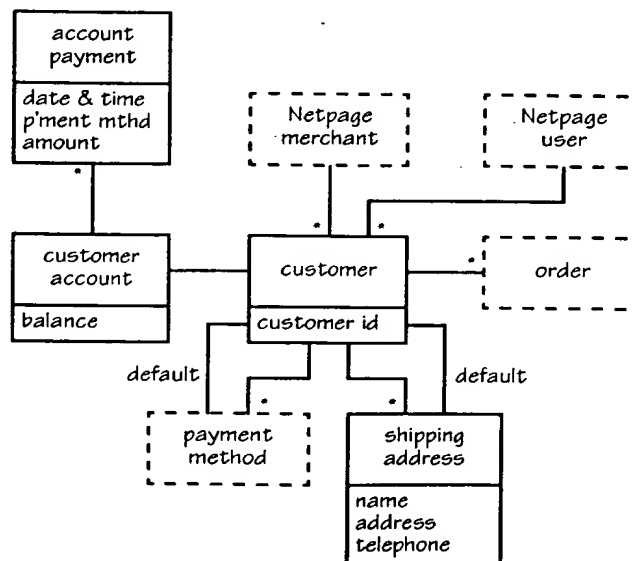 account
payment
date & time
p'ment mthd
amount
*
Netpage
merchant
Netpage
user
*
*
customer
account
balance
customer
customer id
*
order
default
default
*
*
payment
method
shipping
address
name
address
telephone